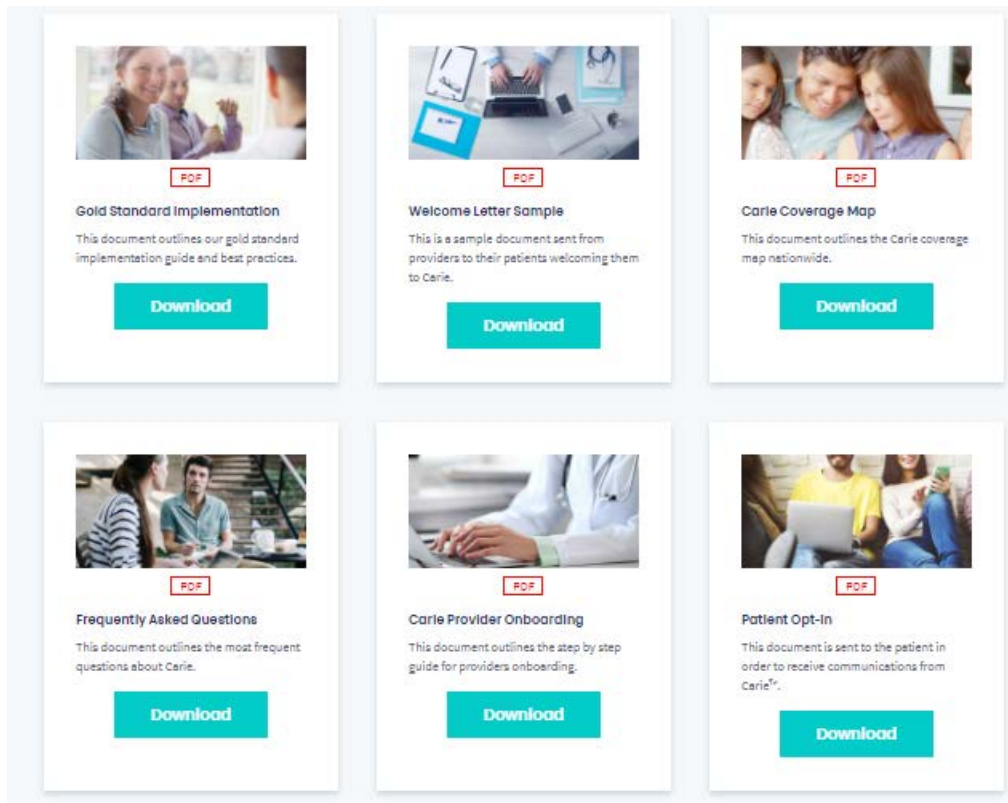 PDF
Gold Standard Implementation
This document outlines our gold standard
implementation guide and best practices.
Download
PDF
Welcome Letter Sample
This is a sample document sent from
providers to their patients welcoming them
to Carie.
Download
PDF
Carie Coverage Map
This document outlines the Carie coverage
map nationwide.
Download
PDF
Frequently Asked Questions
This document outlines the most frequent
questions about Carie.
Download
PDF
Carie Provider Onboarding
This document outlines the step by step
guide for providers onboarding.
Download
PDF
Patient Opt-In
This document is sent to the patient in
order to receive communications from
Carie™.
Download